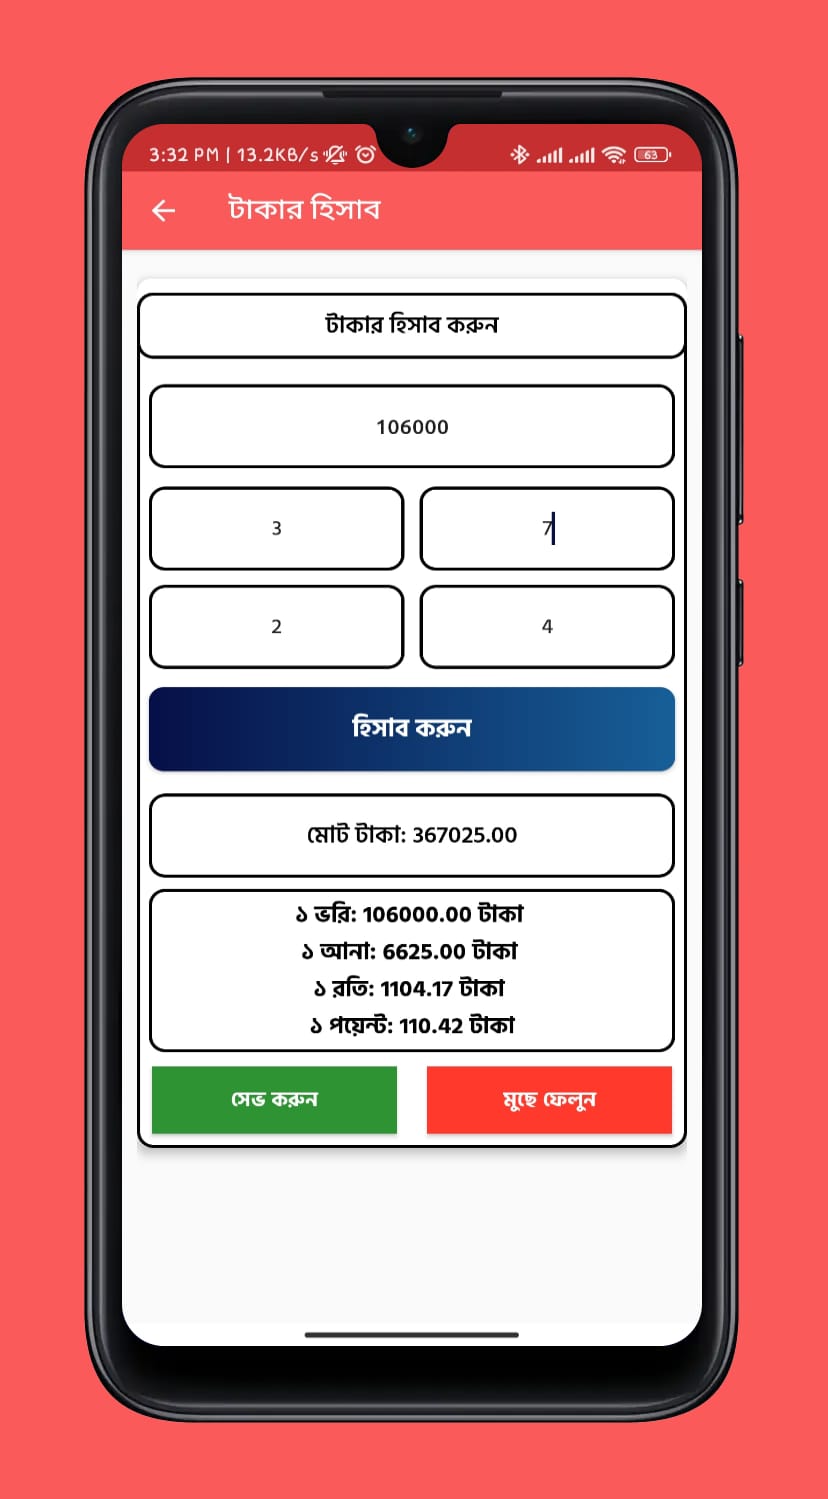 3:32 PM | 13.2KB/s 63
টাকার হিসাব
টাকার হিসাব করুন
106000
3 7
2 4
হিসাব করুন
মোট টাকা: 367025.00
১ ভরি: 106000.00 টাকা
১ আনা: 6625.00 টাকা
১ রতি: 1104.17 টাকা
১ পয়েন্ট: 110.42 টাকা
সেভ করুন মুছে ফেলুন